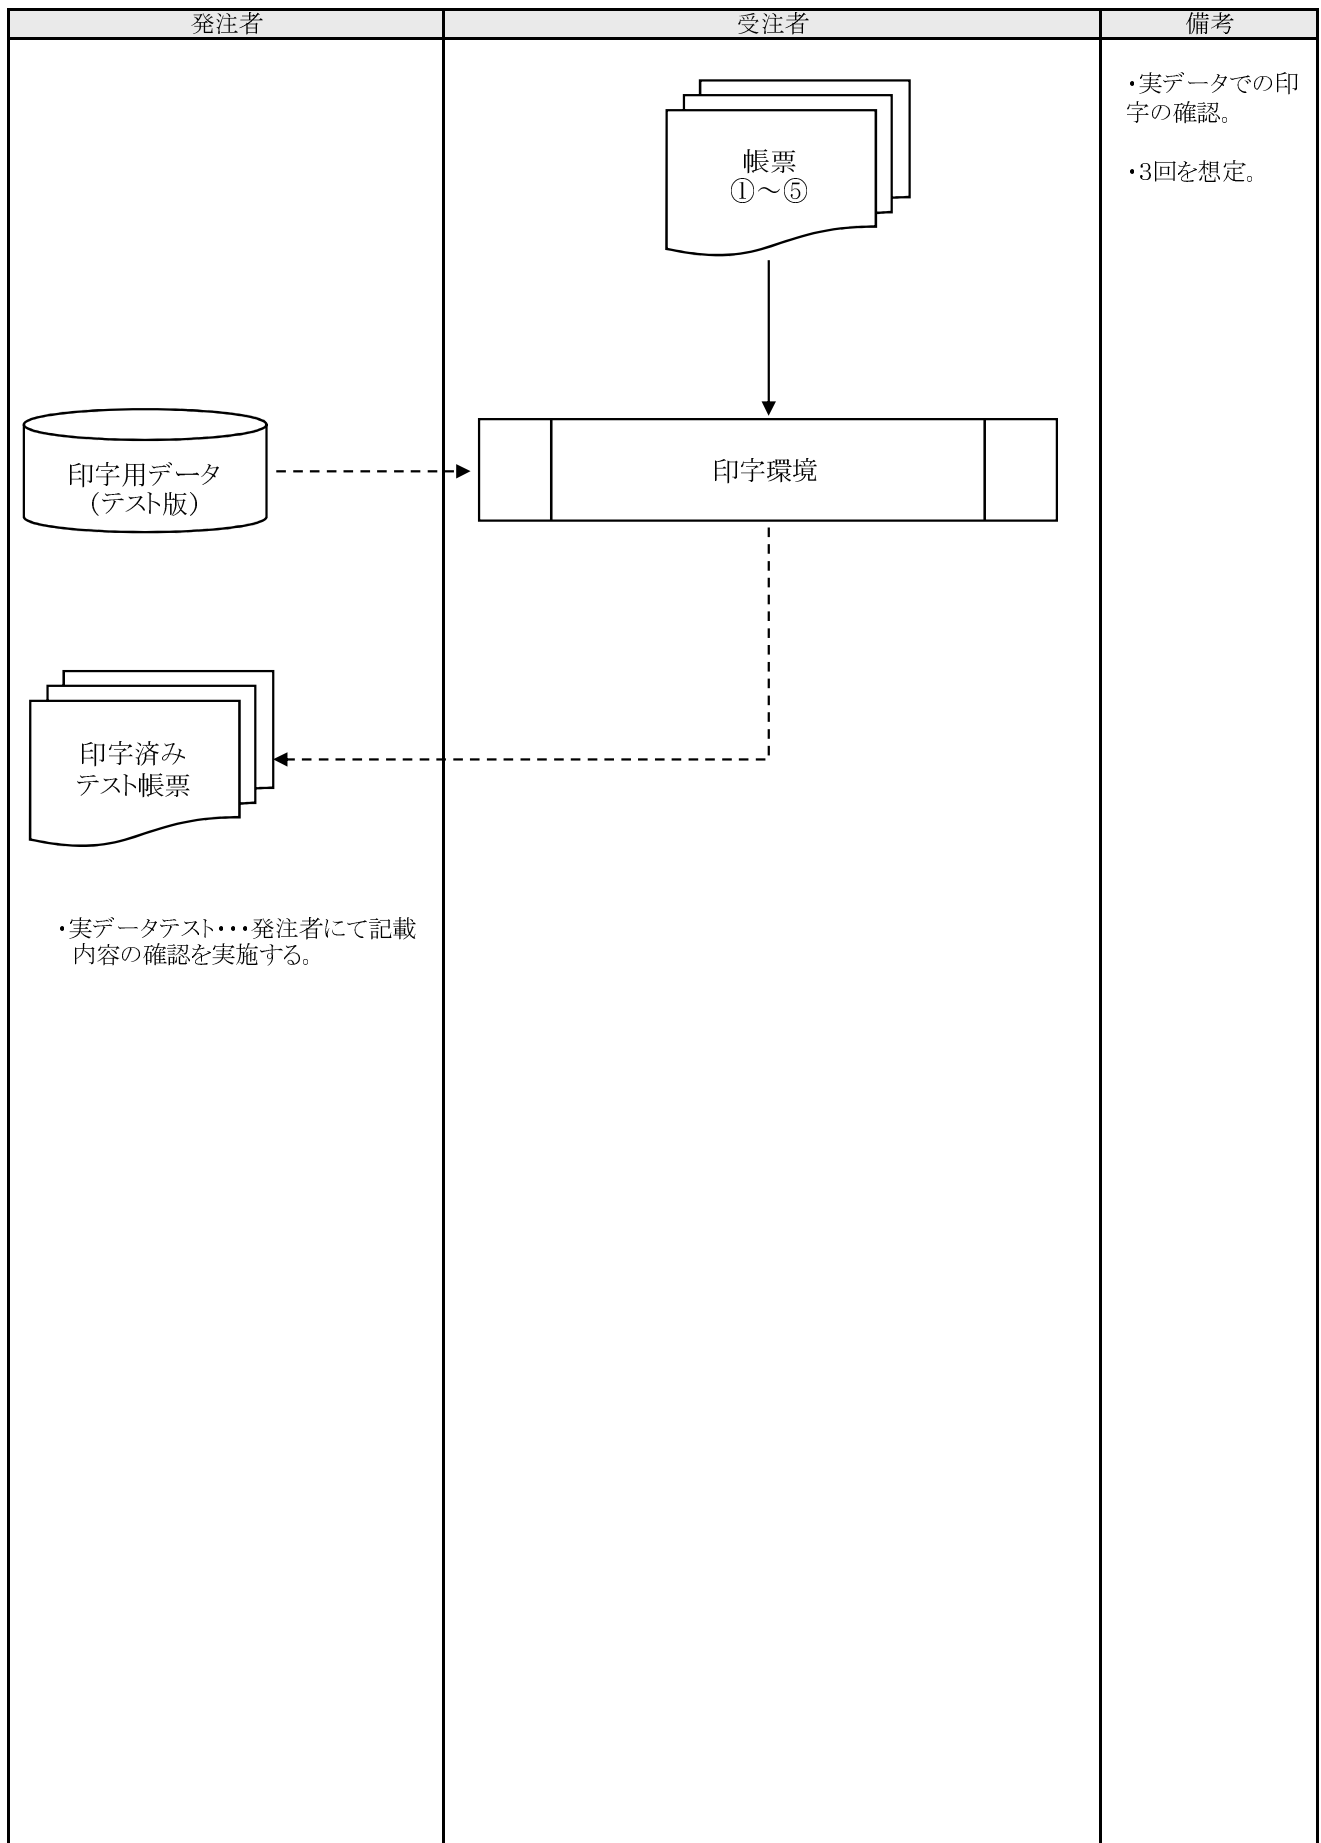 発注者
受注者
備考
・実データでの印
字の確認。
・3回を想定。
帳票
①～⑤
印字用データ
（テスト版）
印字環境
印字済み
テスト帳票
・実データテスト・・・発注者にて記載
内容の確認を実施する。